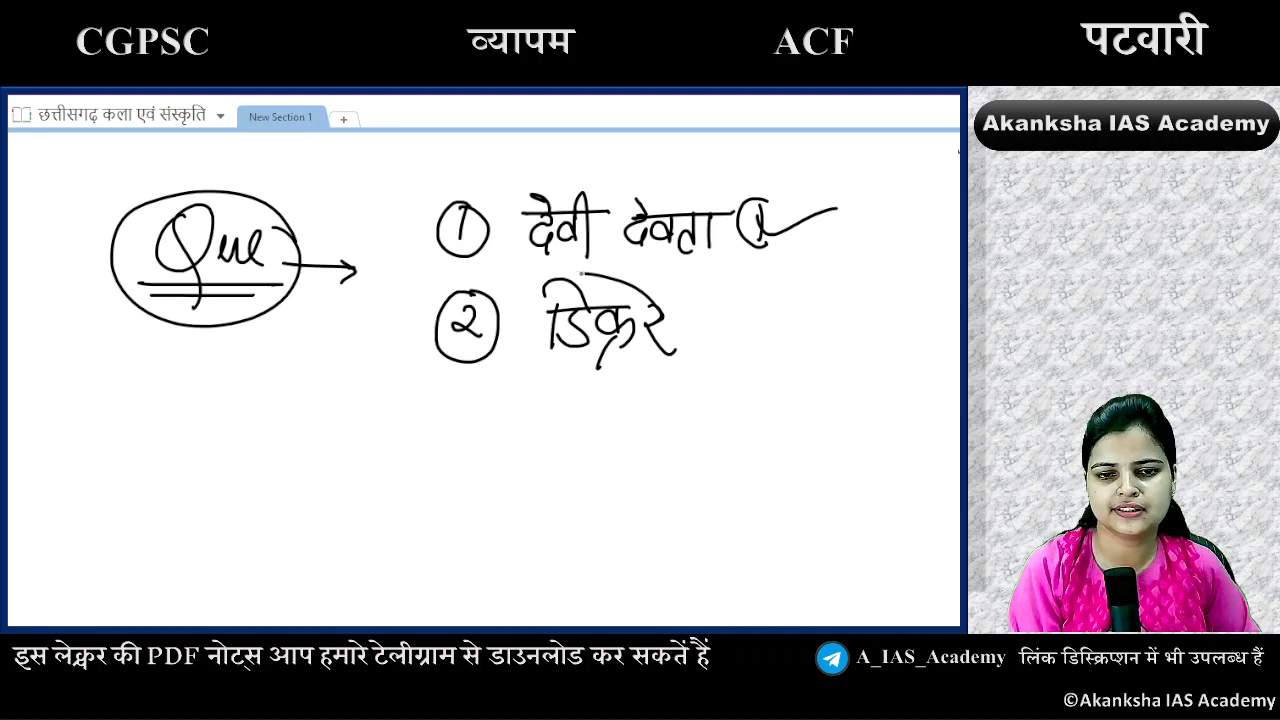 CGPSC व्यापम ACF पटवारी
छत्तीसगढ़ कला एवं संस्कृति New Section 1 +
Akanksha IAS Academy
Que → 1 देवी देवता
2
इस लेक्चर की PDF नोट्स आप हमारे टेलीग्राम से डाउनलोड कर सकतें हैं A_IAS_Academy लिंक डिस्क्रिप्शन में भी उपलब्ध हैं
©Akanksha IAS Academy